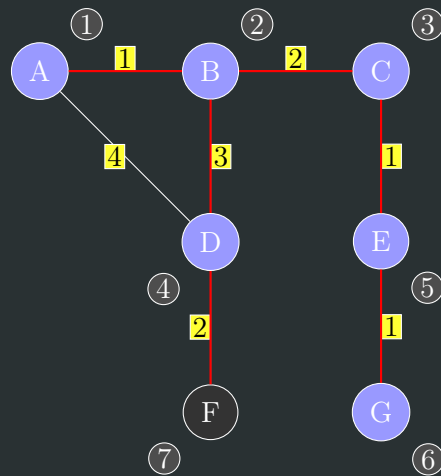 ① ② ③
A 1 B 2 C
4 3 1
D E
④ ⑤
2 1
F G
⑦ ⑥